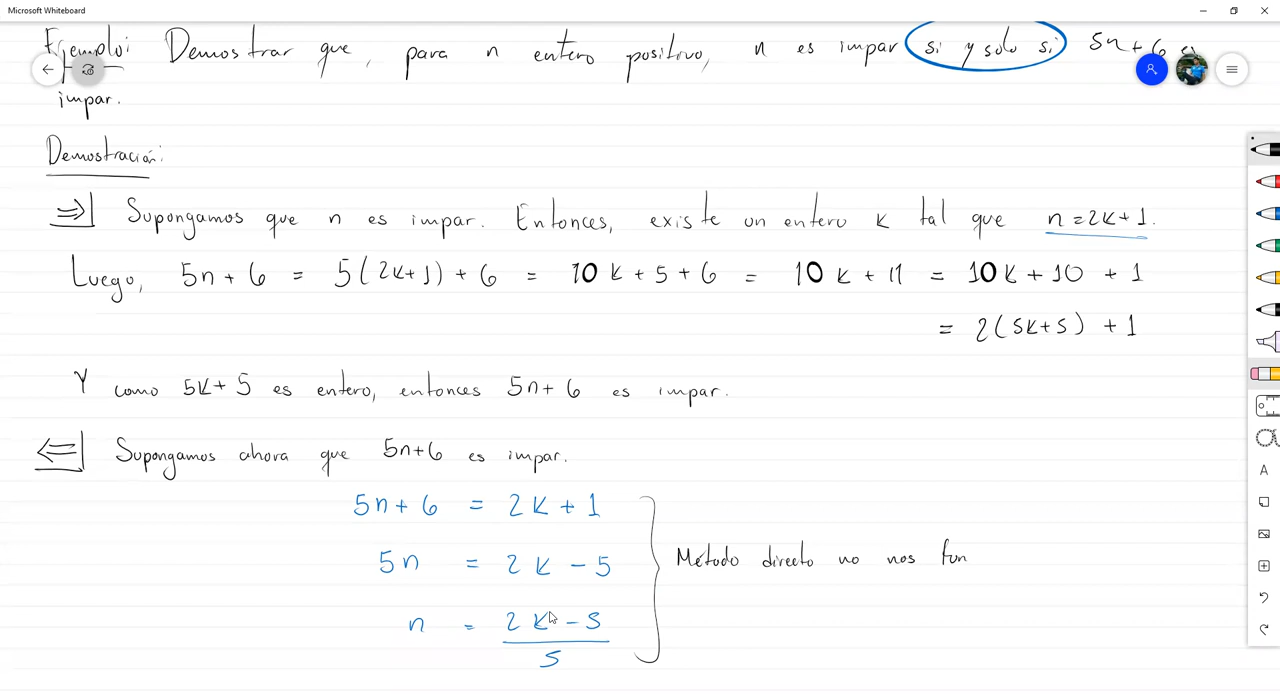 Microsoft Whiteboard
Ejemplo: Demostrar que, para n entero positivo, n es impar si y solo si 5n + 6 es
impar.
Demostración:
⇒| Supongamos que n es impar. Entonces, existe un entero k tal que n = 2k + 1.
Luego, 5n + 6 = 5(2k+1) + 6 = 10k + 5 + 6 = 10k + 11 = 10k + 10 + 1
= 2(5k+5) + 1
Y como 5k + 5 es entero, entonces 5n + 6 es impar.
⇐| Supongamos ahora que 5n+6 es impar.
5n + 6 = 2k + 1
5n = 2k - 5
Método directo no nos fun
n = 2k - 5
5
A